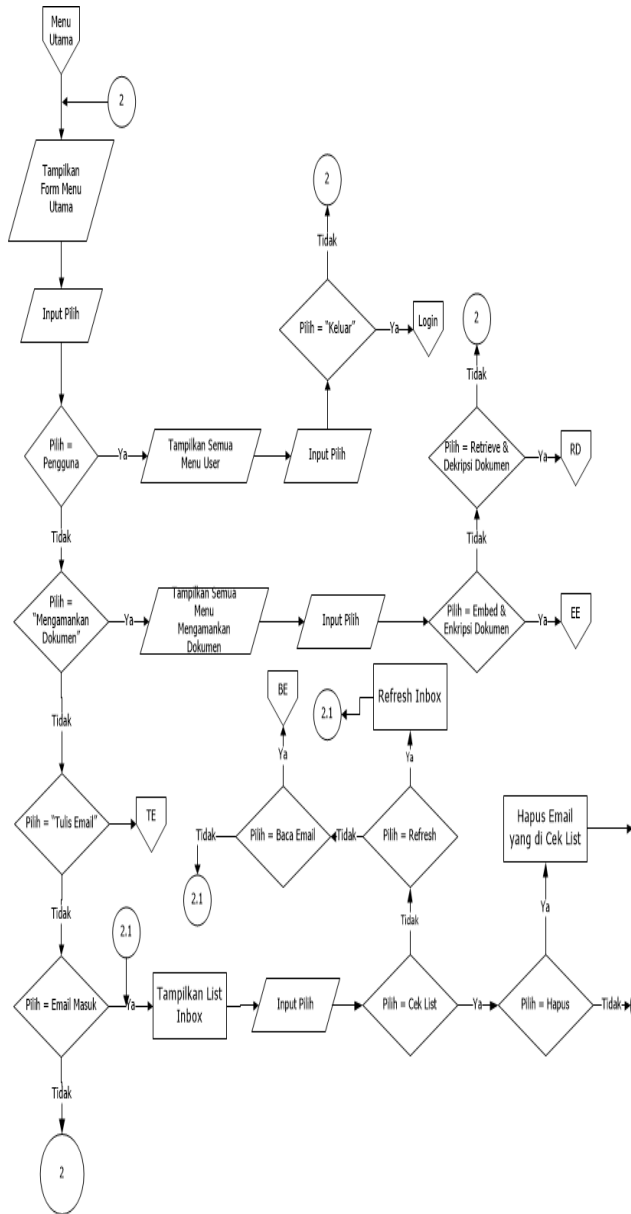 Menu
Utama
2
Tampilkan
Form Menu
Utama
Input Pilih
Pilih =
Pengguna
Ya
Tampilkan Semua
Menu User
Input Pilih
Pilih = "Keluar"
Tidak
2
Ya
Login
Tidak
Pilih =
"Mengamankan
Dokumen"
Ya
Tampilkan Semua
Menu
Mengamankan
Dokumen
Input Pilih
Pilih = Embed &
Enkripsi Dokumen
Ya
EE
Tidak
Pilih = Retrieve &
Dekripsi Dokumen
Ya
RD
Tidak
2
Tidak
Pilih = "Tulis Email"
TE
Tidak
Pilih = Email Masuk
2.1
Ya
Tampilkan List
Inbox
Input Pilih
Pilih = Cek List
Ya
Pilih = Hapus
Tidak
Ya
Hapus Email
yang di Cek List
Tidak
Pilih = Refresh
Ya
Refresh Inbox
2.1
Tidak
Pilih = Baca Email
Ya
BE
Tidak
2.1
Tidak
2